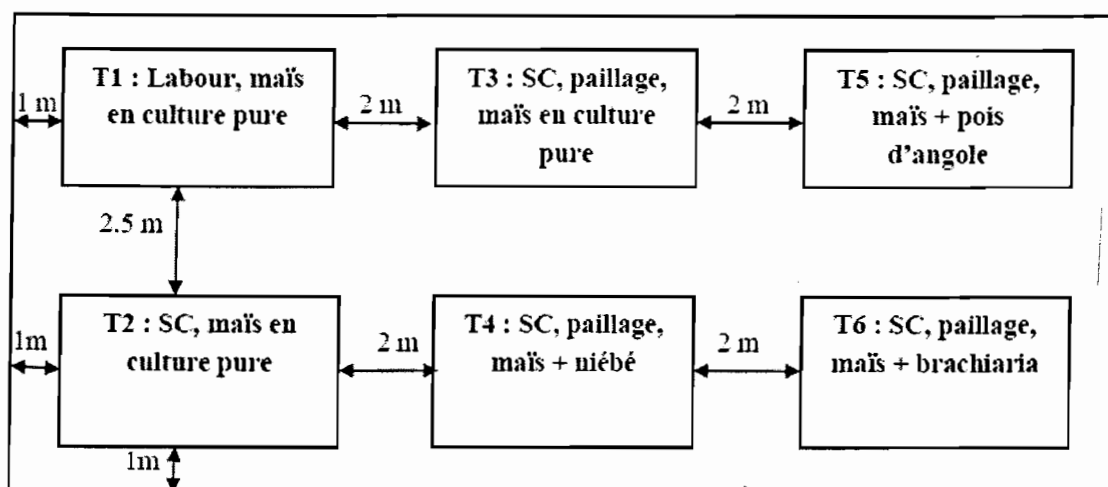 T1 : Labour, maïs
en culture pure
T3 : SC, paillage,
maïs en culture
pure
T5 : SC, paillage,
maïs + pois
d'angole
1 m
2 m
2 m
2.5 m
T2 : SC, maïs en
culture pure
T4 : SC, paillage,
maïs + niébé
T6 : SC, paillage,
maïs + brachiaria
1m
2 m
2 m
1m